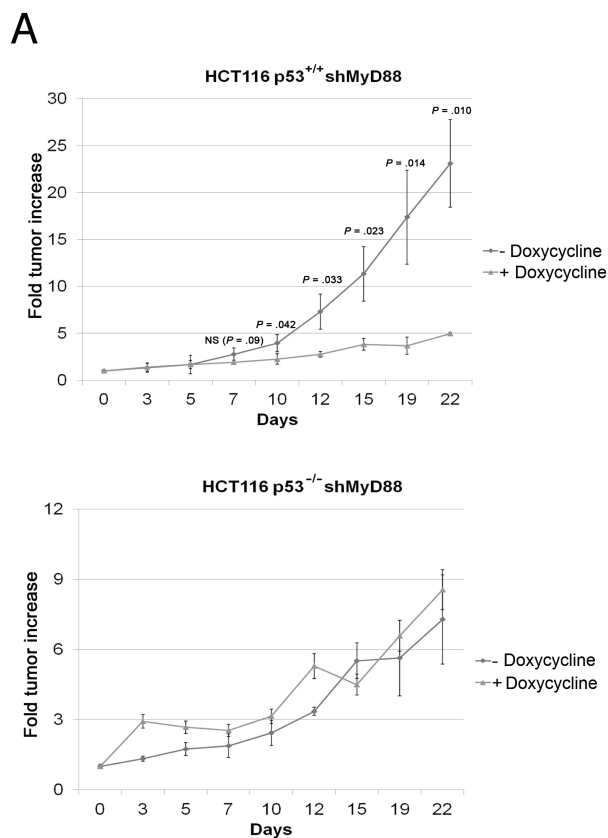 A
HCT116 p53+/+ shMyD88
Fold tumor increase
30
25
20
15
10
5
0
NS (P = .09)
P = .042
P = .033
P = .023
P = .014
P = .010
0 3 5 7 10 12 15 19 22
Days
- Doxycycline
+ Doxycycline
HCT116 p53−/− shMyD88
Fold tumor increase
12
9
6
3
0
0 3 5 7 10 12 15 19 22
Days
- Doxycycline
+ Doxycycline